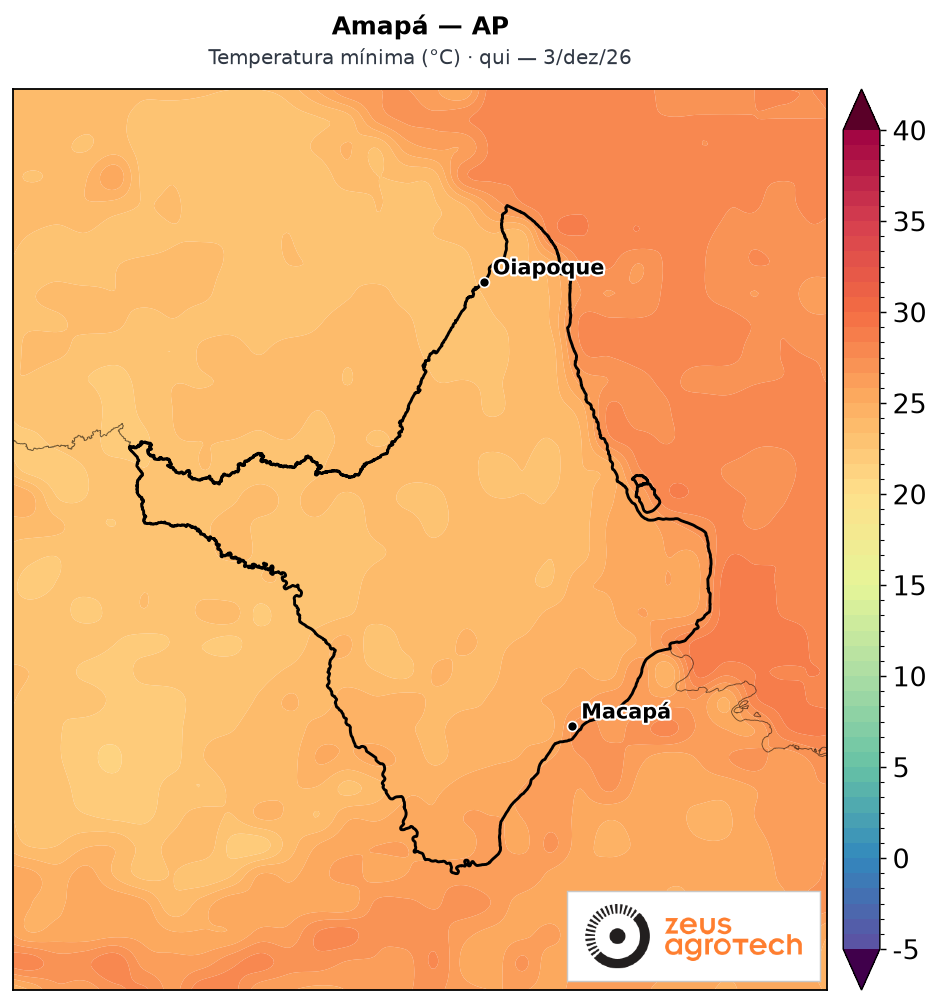 Amapá — AP
Temperatura mínima (°C) · qui — 3/dez/26
Oiapoque
Macapá
40
35
30
25
20
15
10
5
0
-5
zeus
agrotech